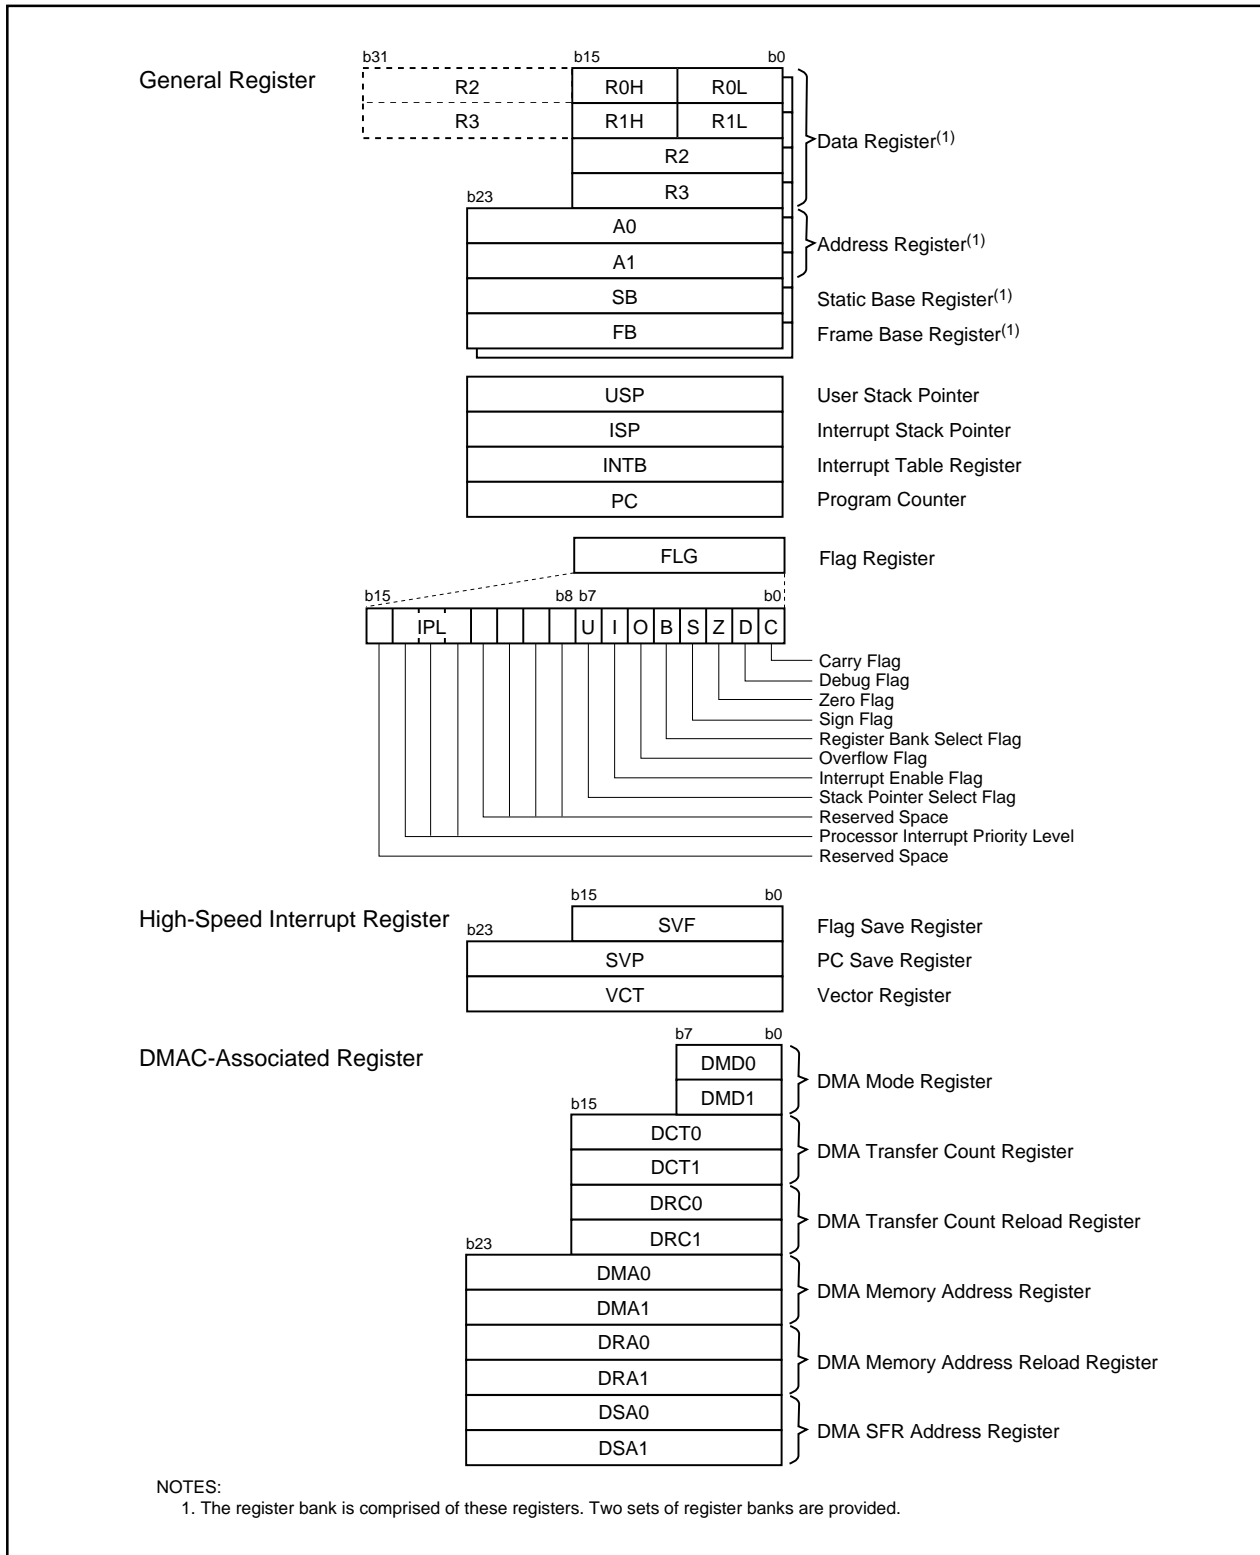 b31 b15 b0
General Register
R2 R0H R0L
R3 R1H R1L
R2
Data Register(1)
R3
b23
A0
A1
Address Register(1)
SB Static Base Register(1)
FB Frame Base Register(1)
USP User Stack Pointer
ISP Interrupt Stack Pointer
INTB Interrupt Table Register
PC Program Counter
FLG Flag Register
b15 b8 b7 b0
IPL U I O B S Z D C
Carry Flag
Debug Flag
Zero Flag
Sign Flag
Register Bank Select Flag
Overflow Flag
Interrupt Enable Flag
Stack Pointer Select Flag
Reserved Space
Processor Interrupt Priority Level
Reserved Space
b15 b0
High-Speed Interrupt Register
b23 SVF Flag Save Register
SVP PC Save Register
VCT Vector Register
b7 b0
DMAC-Associated Register
DMD0
DMD1
DMA Mode Register
b15
DCT0
DCT1
DMA Transfer Count Register
DRC0
DRC1
DMA Transfer Count Reload Register
b23
DMA0
DMA1
DMA Memory Address Register
DRA0
DRA1
DMA Memory Address Reload Register
DSA0
DSA1
DMA SFR Address Register
NOTES:
1. The register bank is comprised of these registers. Two sets of register banks are provided.